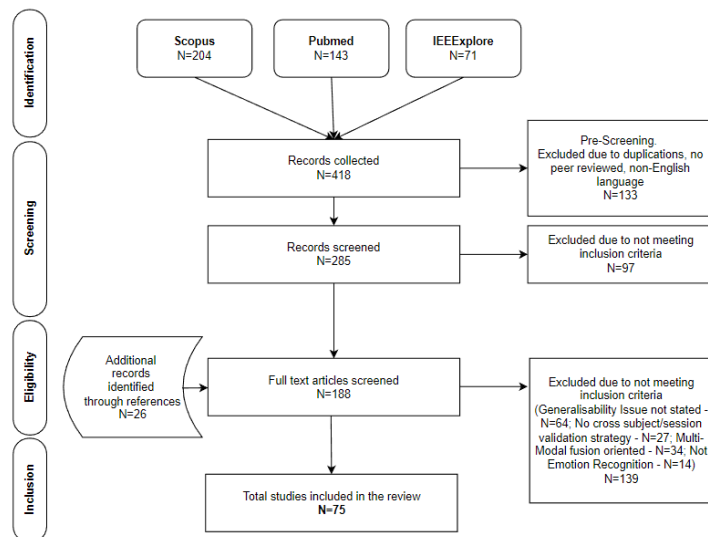 Identification
Scopus
N=204
Pubmed
N=143
IEEExplore
N=71
Screening
Records collected
N=418
Pre-Screening.
Excluded due to duplications, no
peer reviewed, non-English
language
N=133
Records screened
N=285
Excluded due to not meeting
inclusion criteria
N=97
Eligibility
Additional
records
identified
through references
N=26
Full text articles screened
N=188
Excluded due to not meeting
inclusion criteria
(Generalisability Issue not stated -
N=64; No cross subject/session
validation strategy - N=27; Multi-
Modal fusion oriented - N=34; Not
Emotion Recognition - N=14)
N=139
Inclusion
Total studies included in the review
N=75